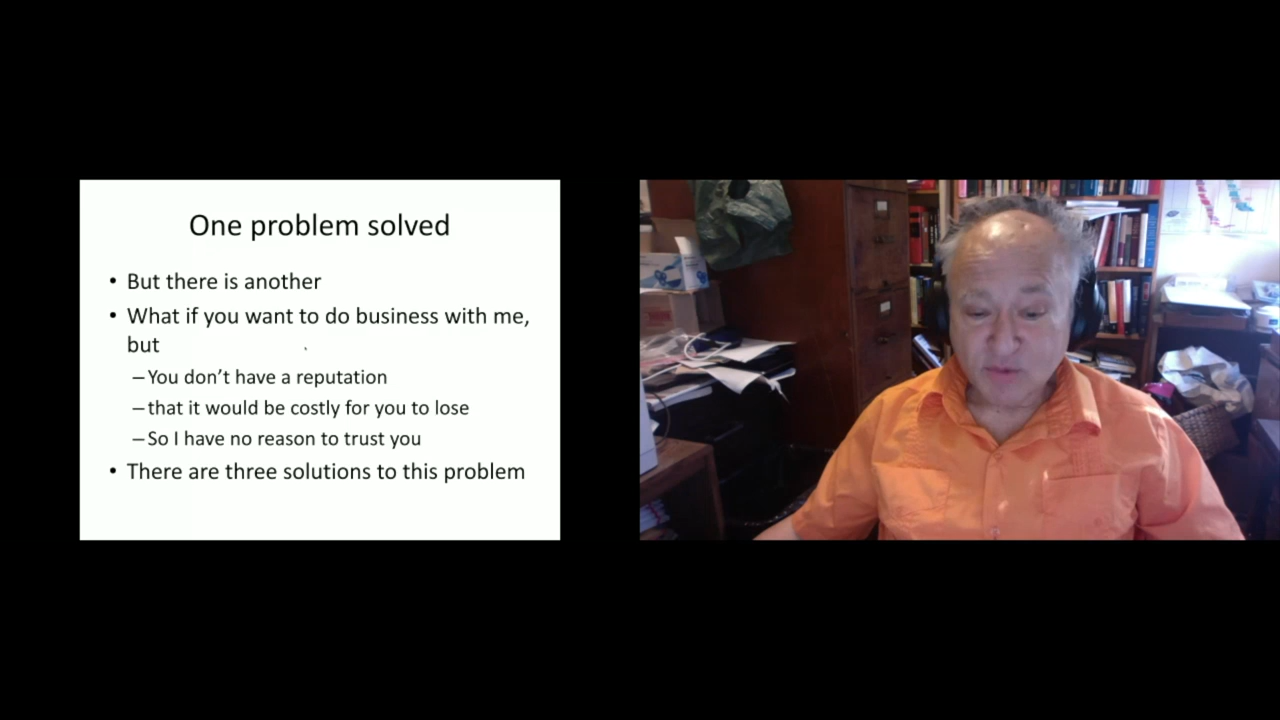 One problem solved
• But there is another
• What if you want to do business with me,
but
–You don’t have a reputation
–that it would be costly for you to lose
–So I have no reason to trust you
• There are three solutions to this problem